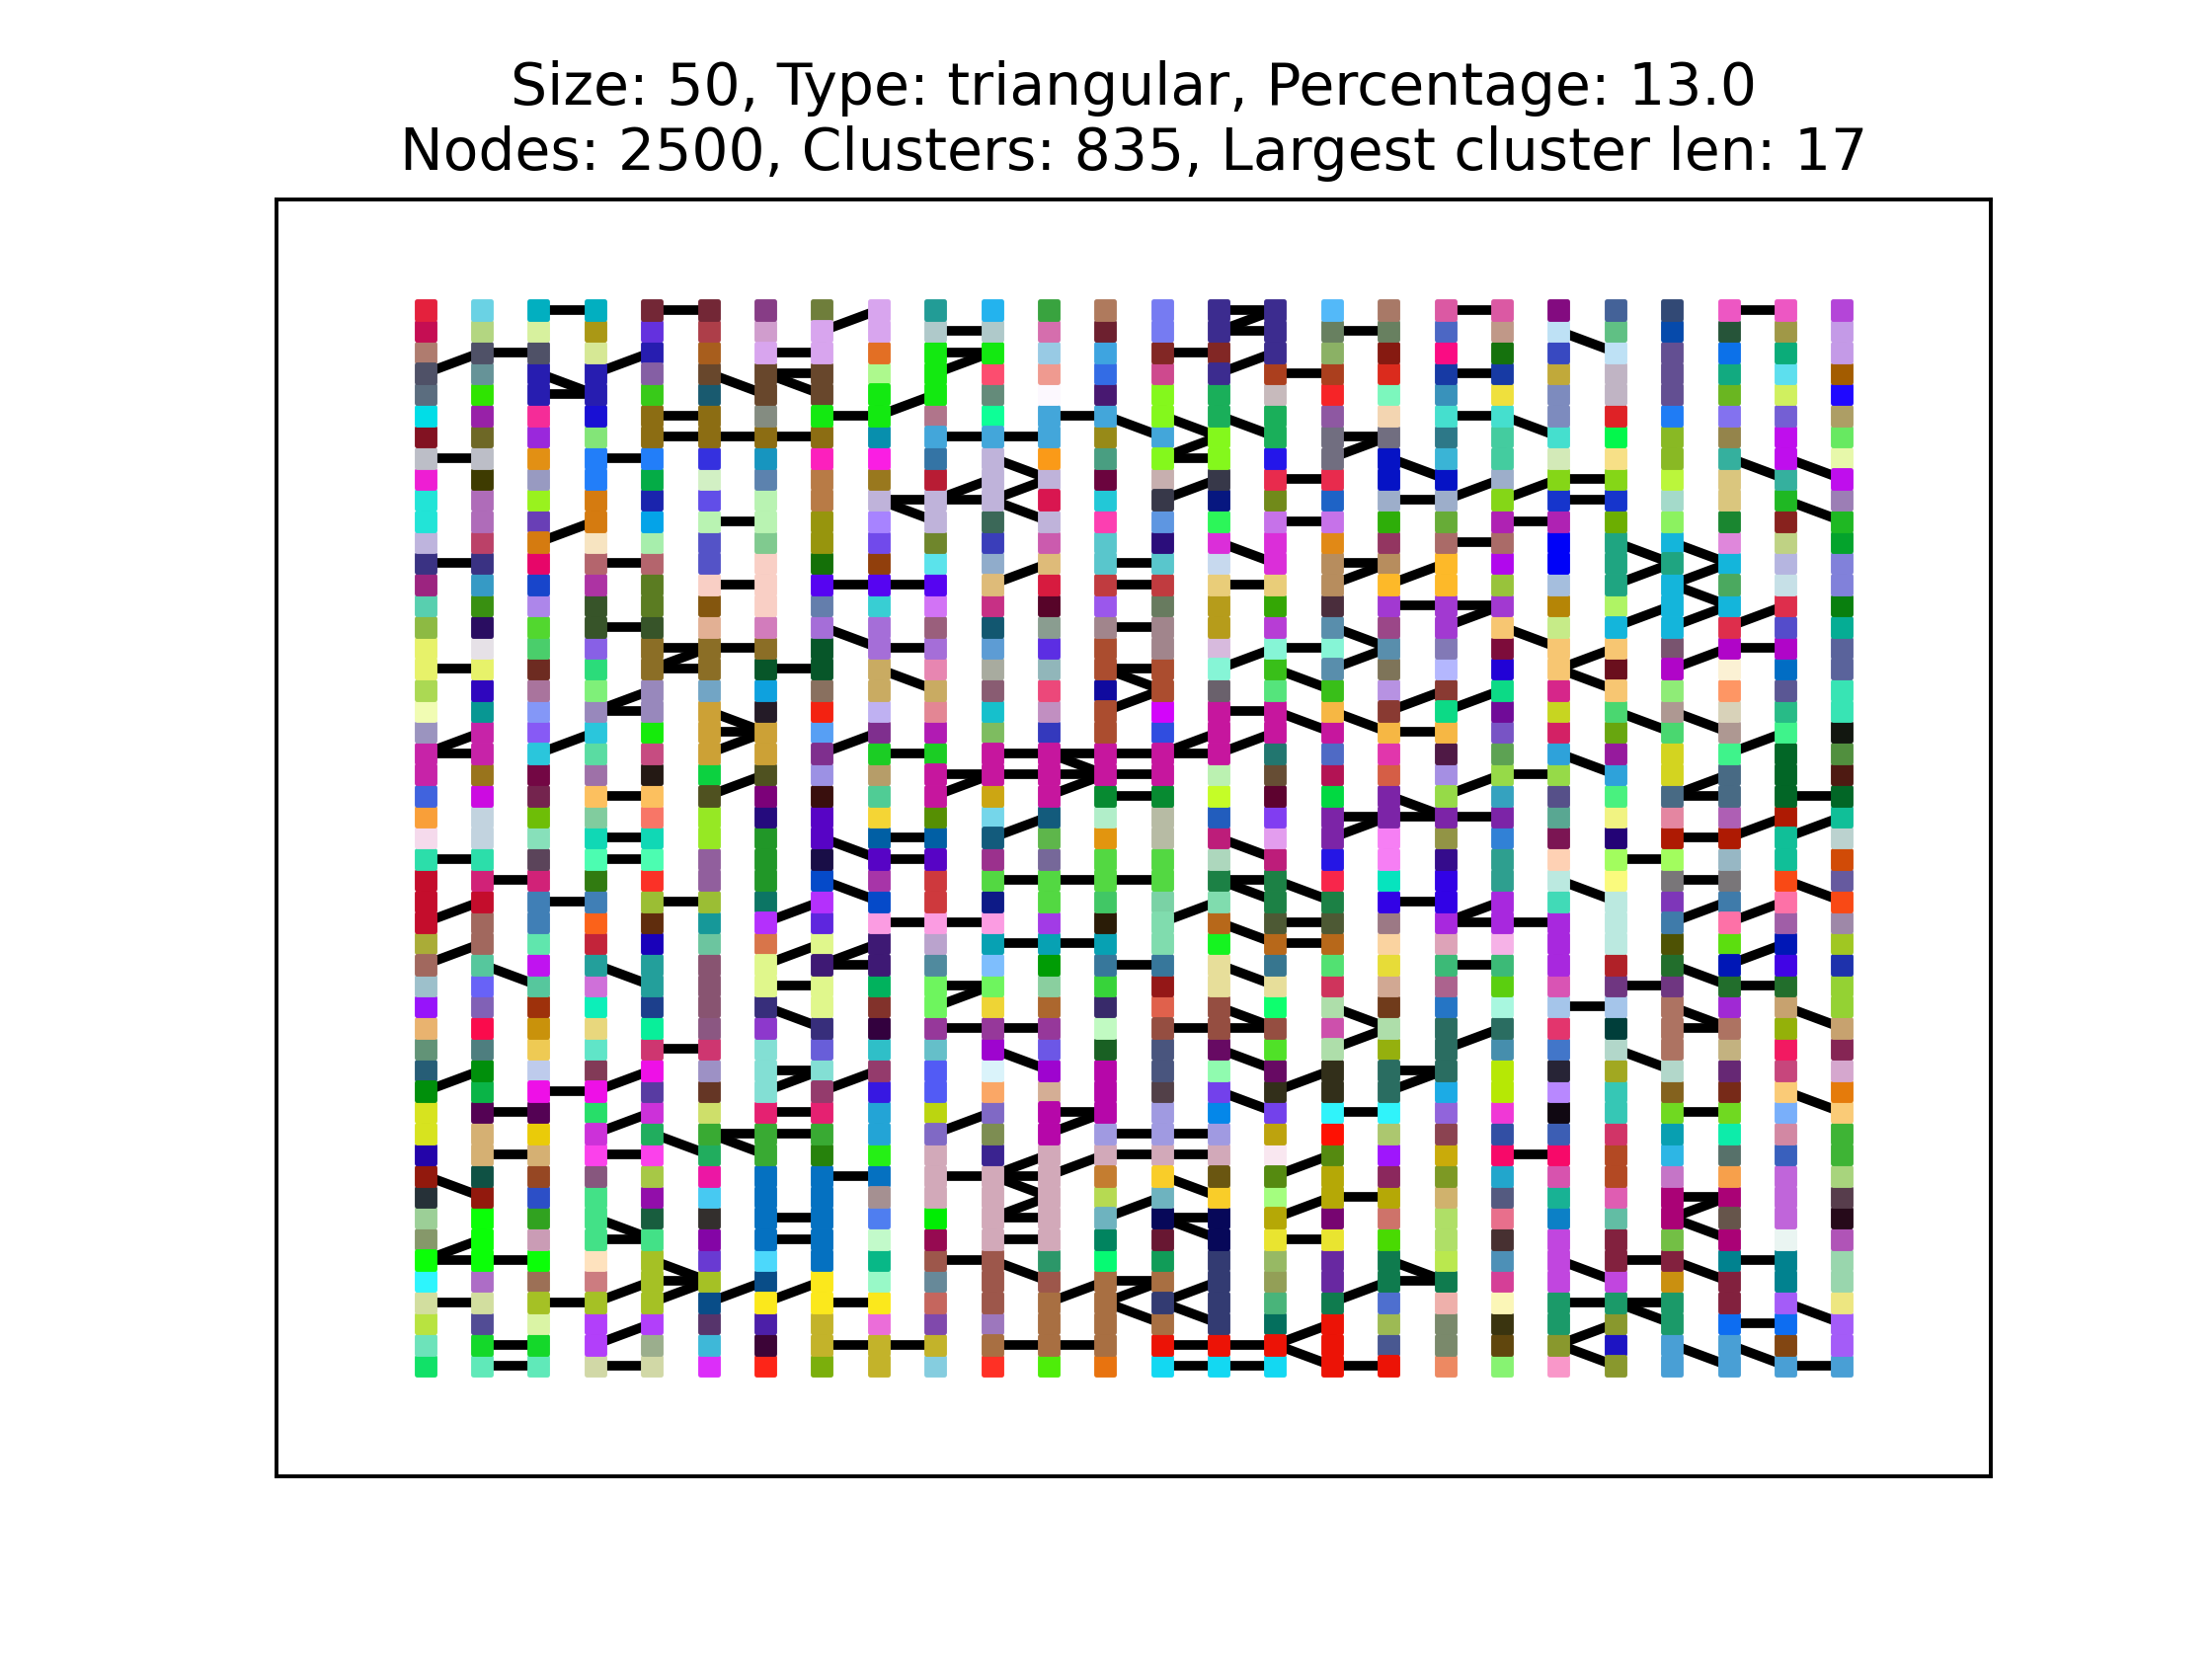 Size: 50, Type: triangular, Percentage: 13.0
Nodes: 2500, Clusters: 835, Largest cluster len: 17